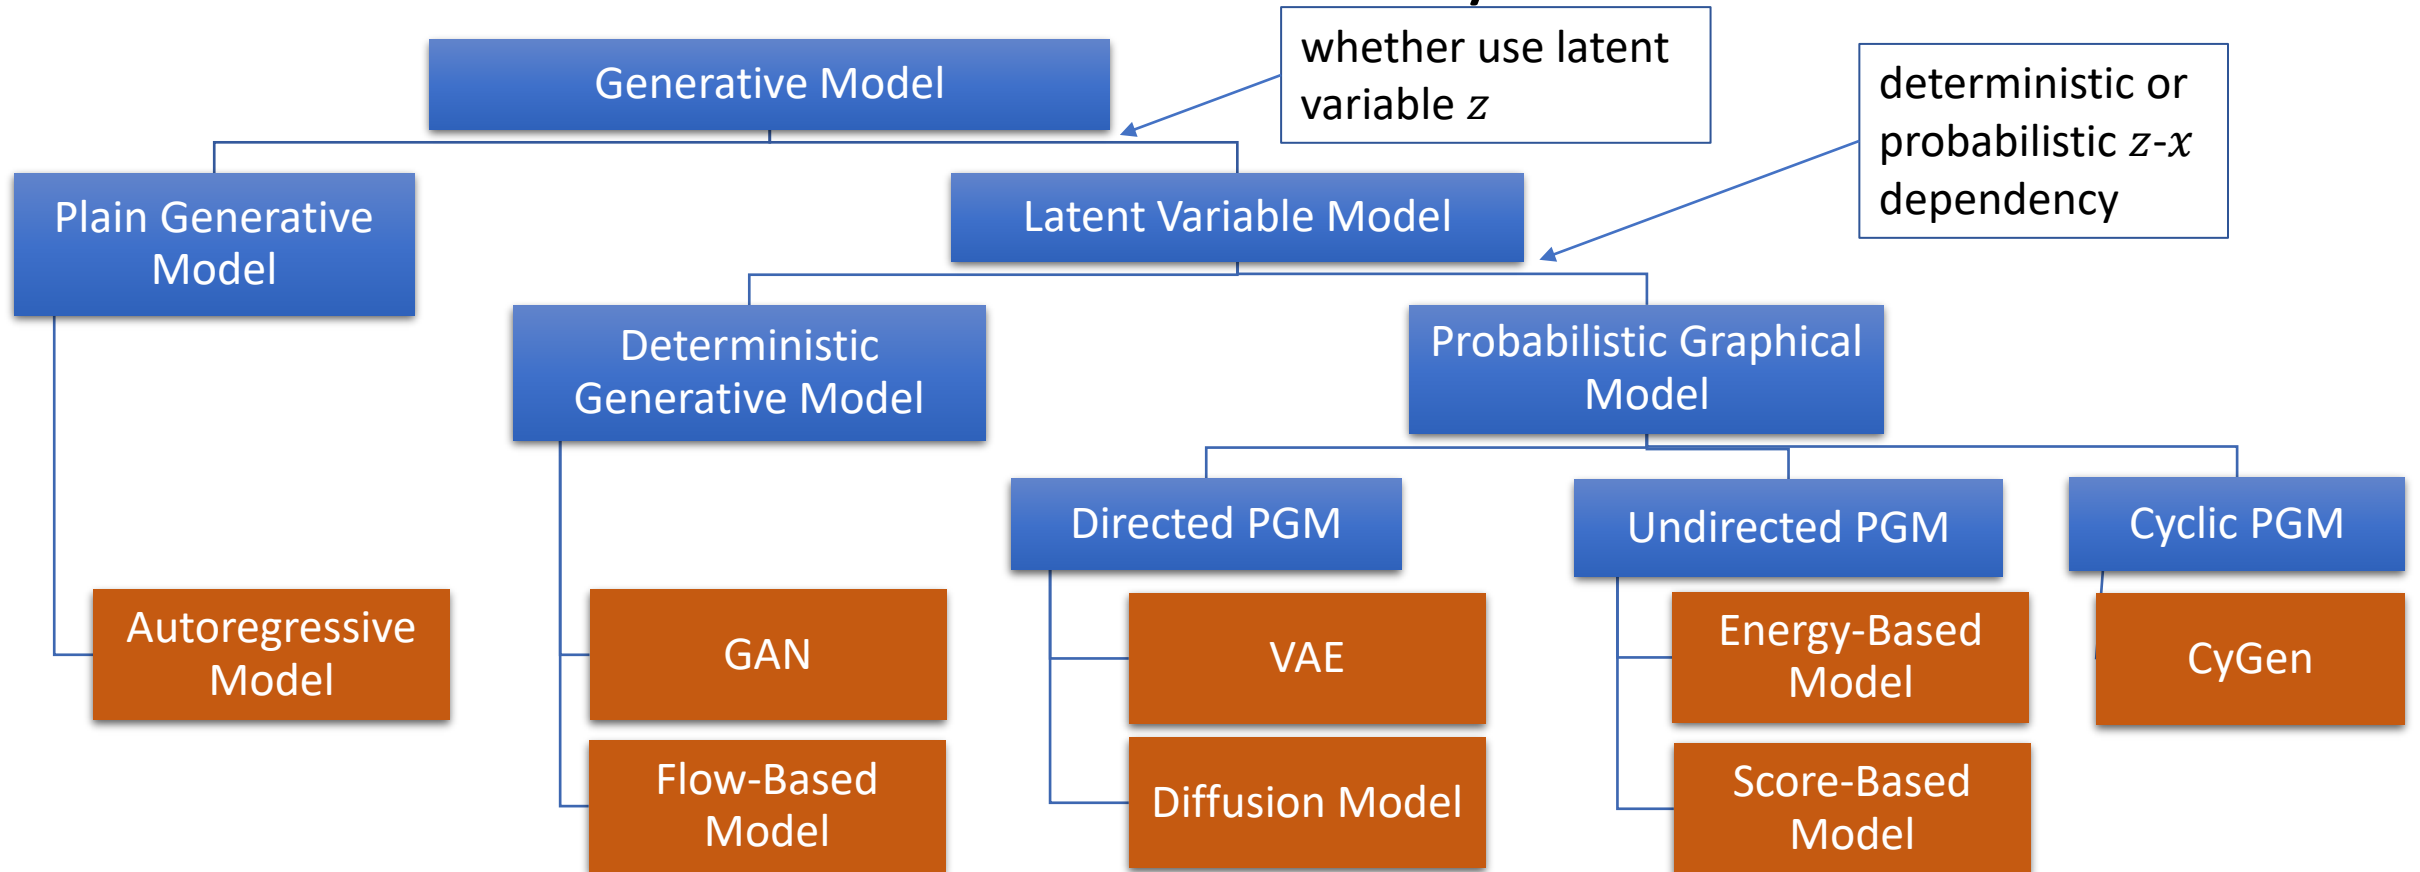 Generative Model
whether use latent
variable z
deterministic or
probabilistic z-x
dependency
Plain Generative
Model
Latent Variable Model
Deterministic
Generative Model
Probabilistic Graphical
Model
Directed PGM
Undirected PGM
Cyclic PGM
Autoregressive
Model
GAN
VAE
Energy-Based
Model
CyGen
Flow-Based
Model
Diffusion Model
Score-Based
Model